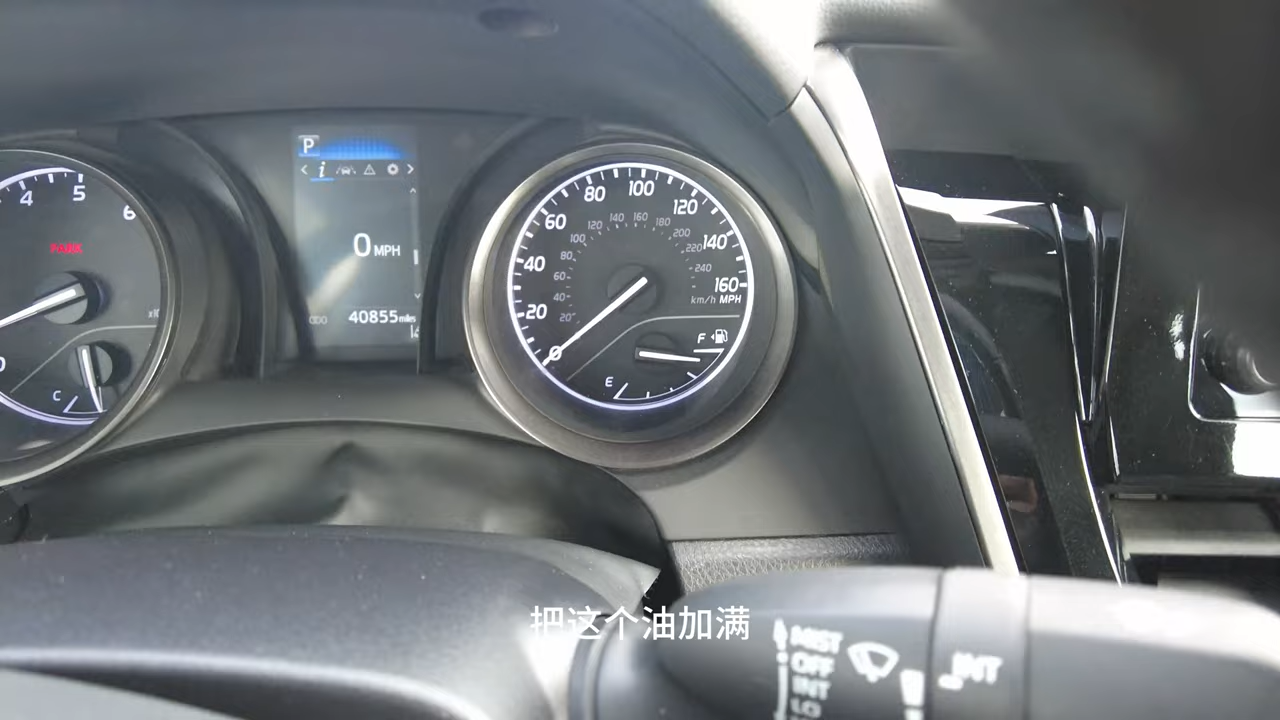 P
0 MPH
ODO 40855 miles
4 5 6
PARK
C
0 20 40 60 80 100 120 140 160
20 40 60 80 100 120 140 160 180 200 220 240
km/h MPH
F
E
把这个油加满
MIST
OFF
INT
LO
INT